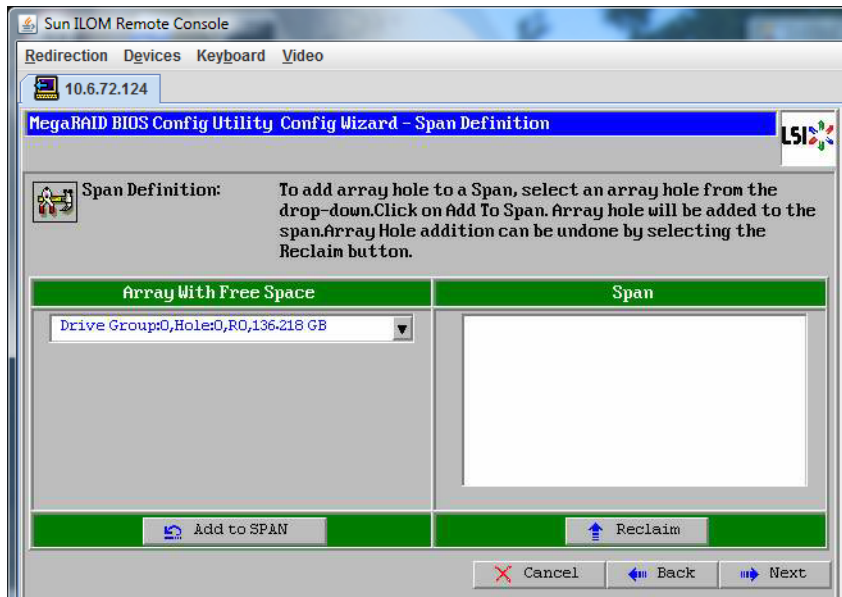 Sun ILOM Remote Console
Redirection Devices Keyboard Video
10.6.72.124
MegaRAID BIOS Config Utility Config Wizard - Span Definition
LSI
Span Definition:
To add array hole to a Span, select an array hole from the
drop-down.Click on Add To Span. Array hole will be added to the
span.Array Hole addition can be undone by selecting the
Reclaim button.
Array With Free Space
Span
Drive Group:0,Hole:0,R0,136.218 GB
Add to SPAN
Reclaim
Cancel
Back
Next